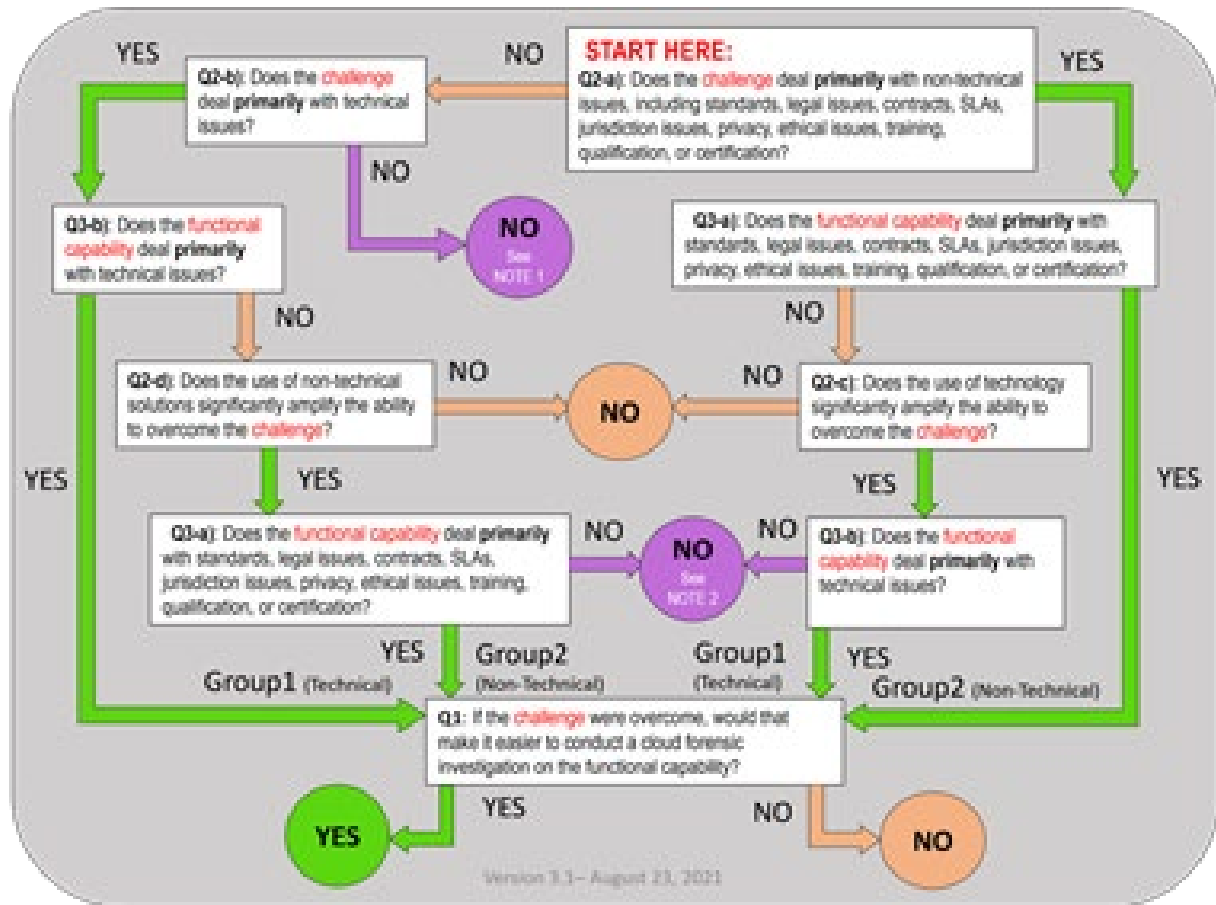 YES
NO
START HERE:
YES
Q2-b): Does the challenge
deal primarily with technical
issues?
Q2-a): Does the challenge deal primarily with non-technical
issues, including standards, legal issues, contracts, SLAs,
jurisdiction issues, privacy, ethical issues, training,
qualification, or certification?
NO
Q3-b): Does the functional
capability deal primarily
with technical issues?
NO
See
NOTE 1
Q3-a): Does the functional capability deal primarily with
standards, legal issues, contracts, SLAs, jurisdiction issues,
privacy, ethical issues, training, qualification, or certification?
NO
NO
Q2-d): Does the use of non-technical
solutions significantly amplify the ability
to overcome the challenge?
NO
NO
NO
Q2-c): Does the use of technology
significantly amplify the ability to
overcome the challenge?
YES
YES
YES
YES
Q3-a): Does the functional capability deal primarily
with standards, legal issues, contracts, SLAs,
jurisdiction issues, privacy, ethical issues, training,
qualification, or certification?
NO
NO
See
NOTE 2
NO
Q3-b): Does the functional
capability deal primarily with
technical issues?
YES
Group2
(Non-Technical)
Group1
(Technical)
YES
Group1 (Technical)
Group2 (Non-Technical)
Q1: If the challenge were overcome, would that
make it easier to conduct a cloud forensic
investigation on the functional capability?
YES
YES
NO
NO
Version 3.1– August 23, 2021